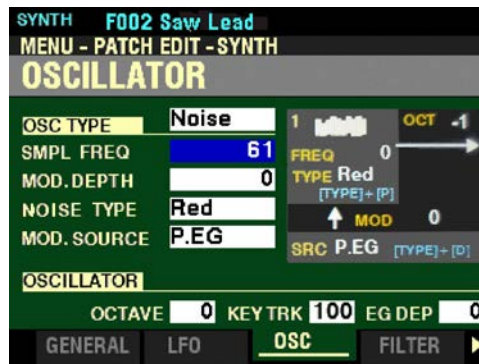 SYNTH F002 Saw Lead
MENU - PATCH EDIT - SYNTH
OSCILLATOR
OSC TYPE Noise
SMPL FREQ 61
MOD.DEPTH 0
NOISE TYPE Red
MOD.SOURCE P.EG
1 OCT -1
FREQ 0
TYPE Red
[TYPE]+[P]
MOD 0
SRC P.EG [TYPE]+[D]
OSCILLATOR
OCTAVE 0 KEY TRK 100 EG DEP 0
GENERAL LFO OSC FILTER